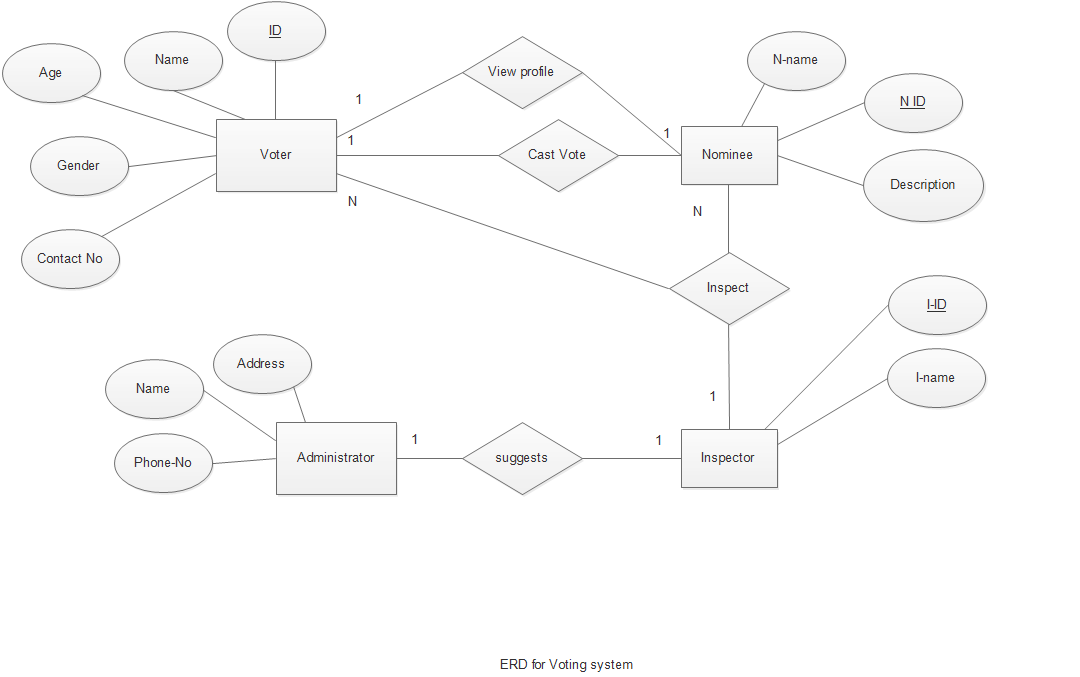 ID
Name
Age
View profile
N-name
N ID
1
1
1
Voter
Cast Vote
Nominee
Gender
Description
N
N
Contact No
Inspect
I-ID
Address
Name
I-name
1
1
1
Administrator
suggests
Inspector
Phone-No
ERD for Voting system